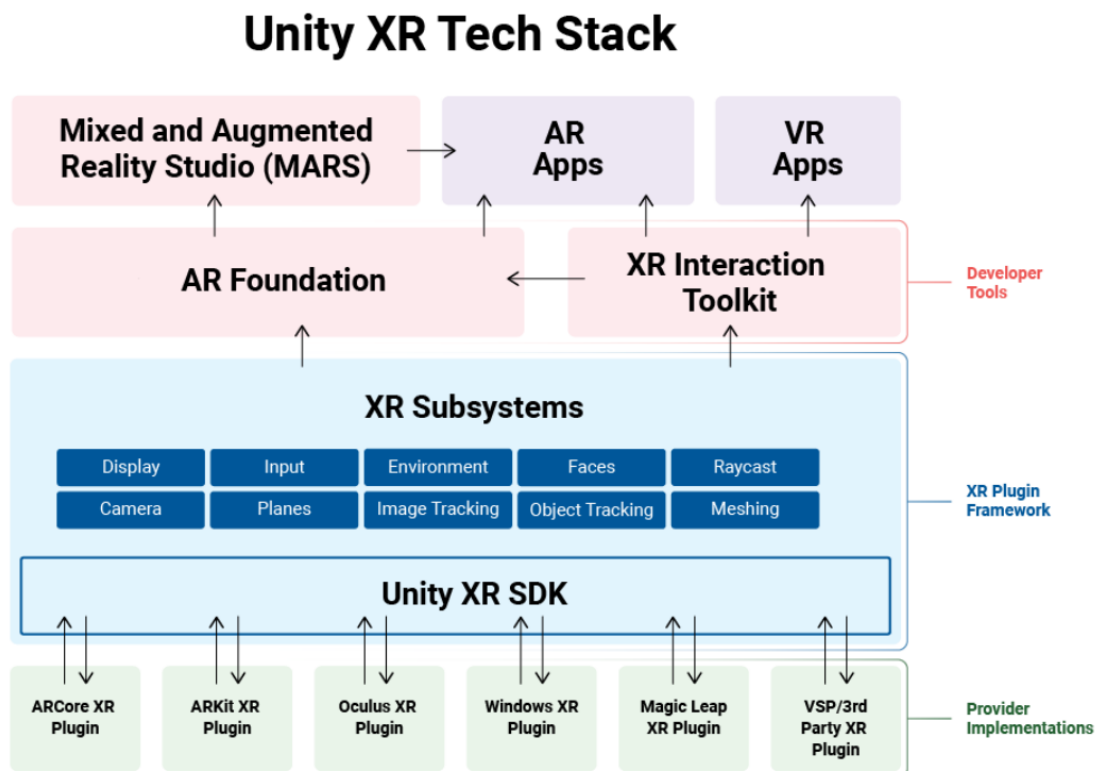 Unity XR Tech Stack
Mixed and Augmented
Reality Studio (MARS)
AR
Apps
VR
Apps
AR Foundation
XR Interaction
Toolkit
Developer
Tools
XR Subsystems
Display
Input
Environment
Faces
Raycast
Camera
Planes
Image Tracking
Object Tracking
Meshing
XR Plugin
Framework
Unity XR SDK
ARCore XR
Plugin
ARKit XR
Plugin
Oculus XR
Plugin
Windows XR
Plugin
Magic Leap
XR Plugin
VSP/3rd
Party XR
Plugin
Provider
Implementations